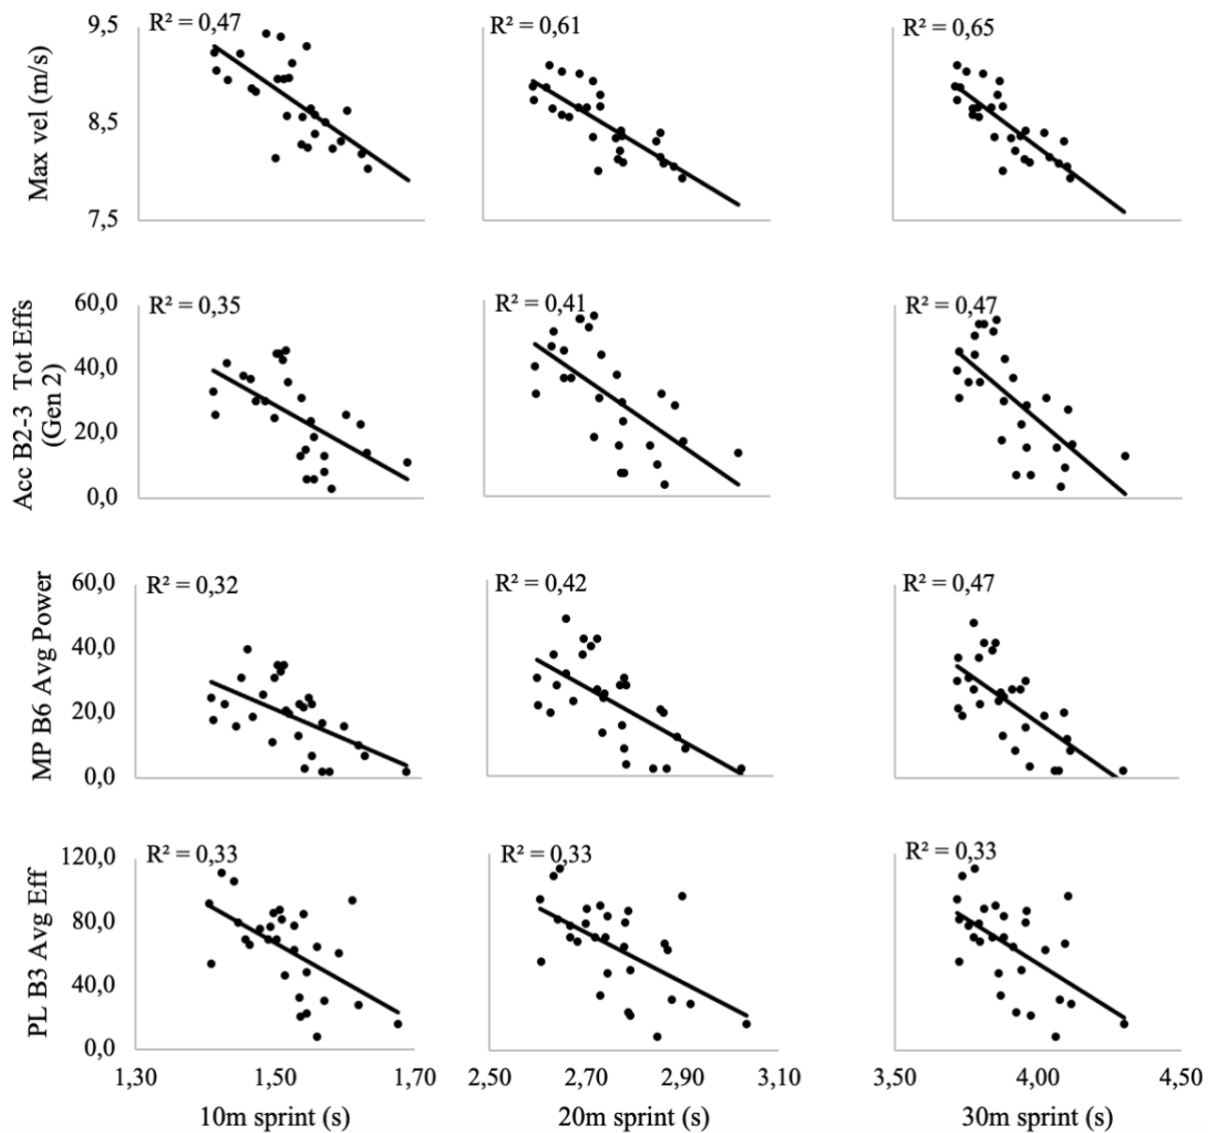 9,5
R² = 0,47
R² = 0,61
R² = 0,65
Max vel (m/s)
8,5
7,5
60,0
R² = 0,35
R² = 0,41
R² = 0,47
Acc B2-3 Tot Effs
(Gen 2)
40,0
20,0
0,0
60,0
R² = 0,32
R² = 0,42
R² = 0,47
MP B6 Avg Power
40,0
20,0
0,0
120,0
R² = 0,33
R² = 0,33
R² = 0,33
PL B3 Avg Eff
80,0
40,0
0,0
1,30 1,50 1,70
2,50 2,70 2,90 3,10
3,50 4,00 4,50
10m sprint (s)
20m sprint (s)
30m sprint (s)